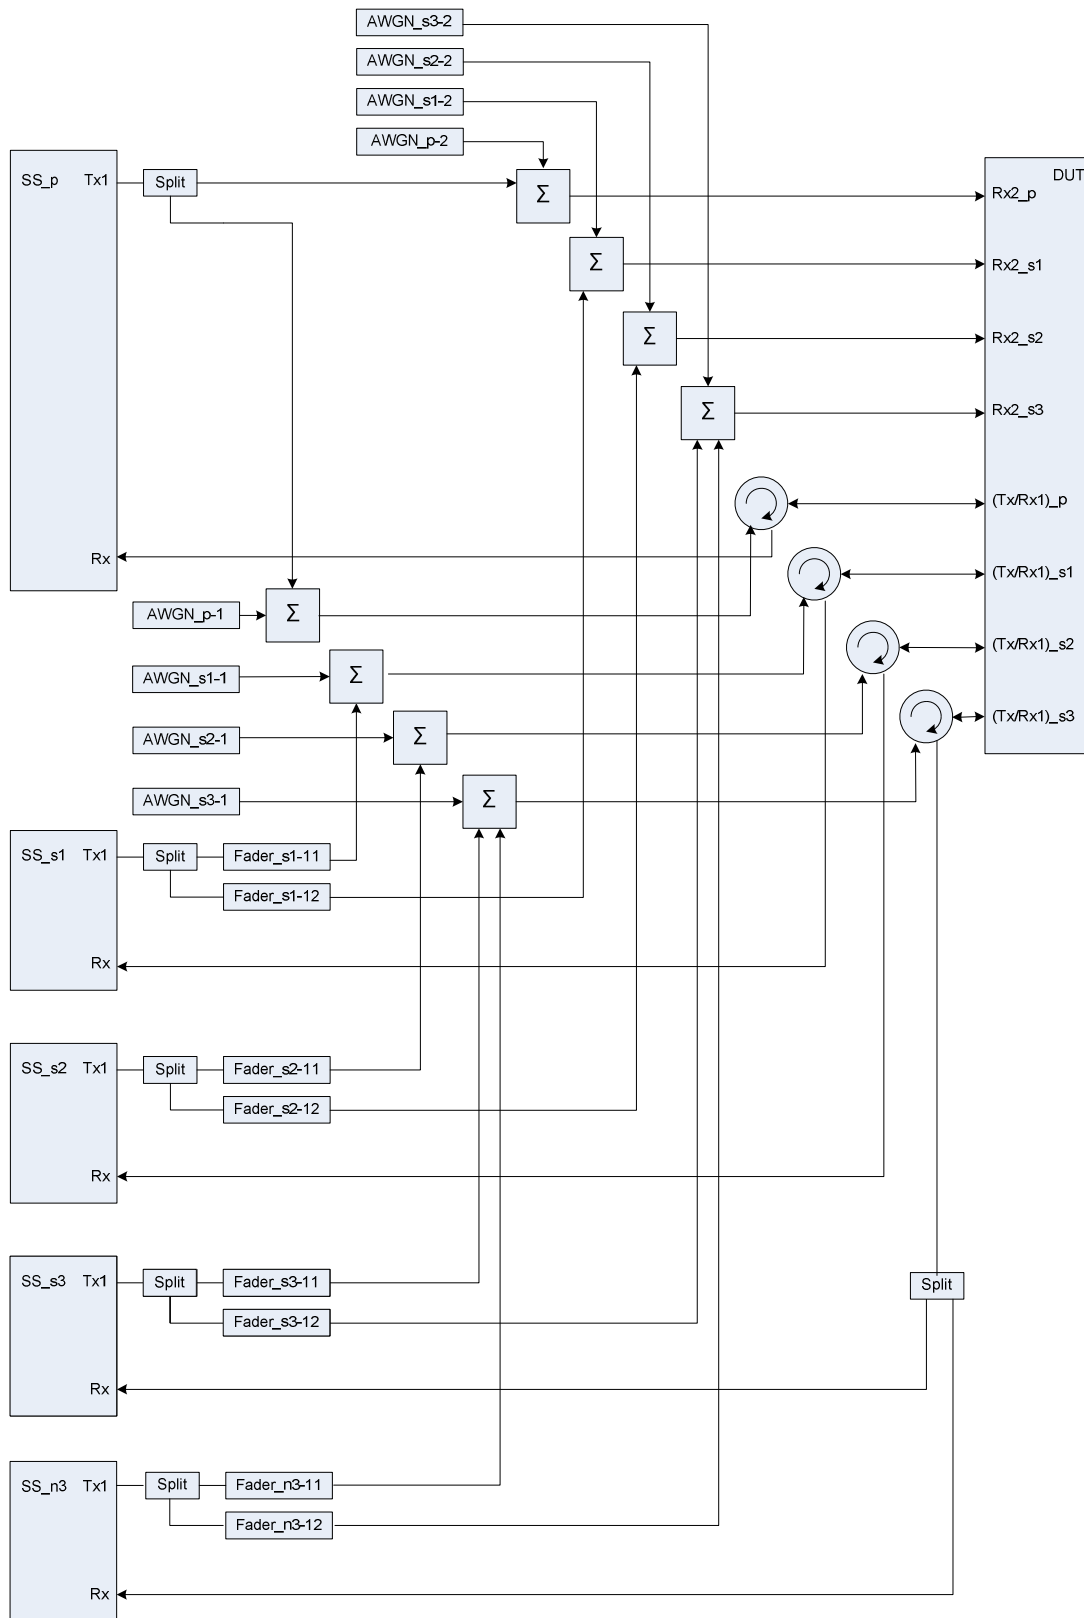 AWGN_s3-2
AWGN_s2-2
AWGN_s1-2
AWGN_p-2
SS_p Tx1
Split
Σ
DUT
Rx2_p
Σ
Rx2_s1
Σ
Rx2_s2
Σ
Rx2_s3
(Tx/Rx1)_p
Rx
(Tx/Rx1)_s1
AWGN_p-1
Σ
(Tx/Rx1)_s2
AWGN_s1-1
Σ
(Tx/Rx1)_s3
AWGN_s2-1
Σ
AWGN_s3-1
Σ
SS_s1 Tx1
Split
Fader_s1-11
Fader_s1-12
Rx
SS_s2 Tx1
Split
Fader_s2-11
Fader_s2-12
Rx
SS_s3 Tx1
Split
Fader_s3-11
Split
Fader_s3-12
Rx
SS_n3 Tx1
Split
Fader_n3-11
Fader_n3-12
Rx